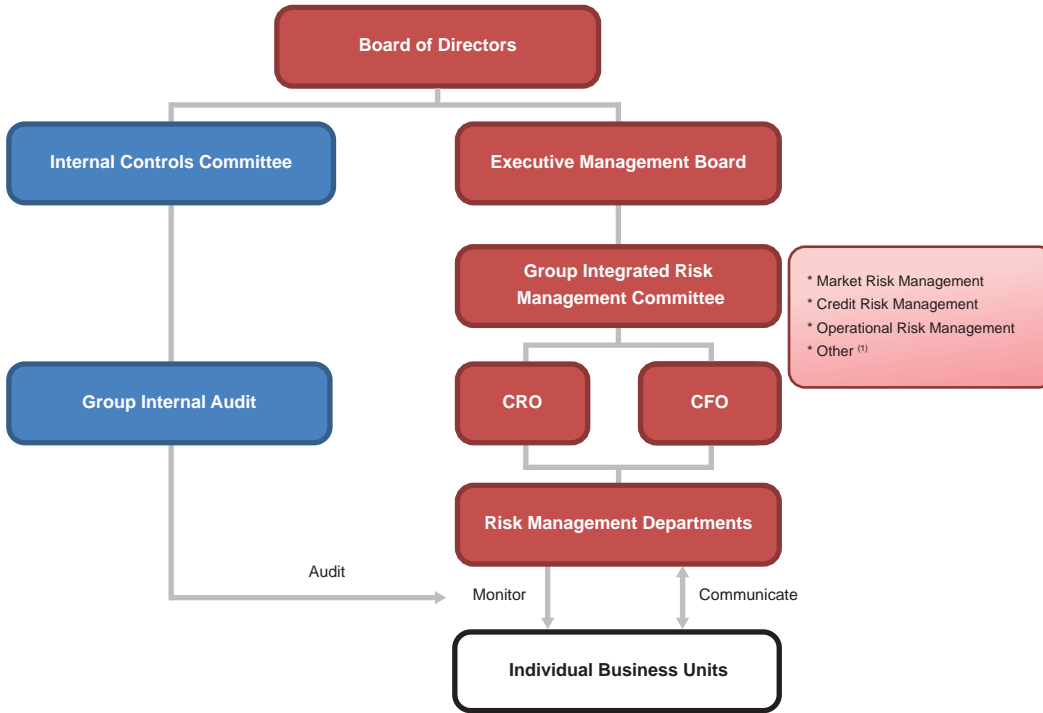 Board of Directors
Internal Controls Committee
Executive Management Board
Group Integrated Risk
Management Committee
* Market Risk Management
* Credit Risk Management
* Operational Risk Management
* Other (1)
Group Internal Audit
CRO
CFO
Risk Management Departments
Audit
Monitor
Communicate
Individual Business Units